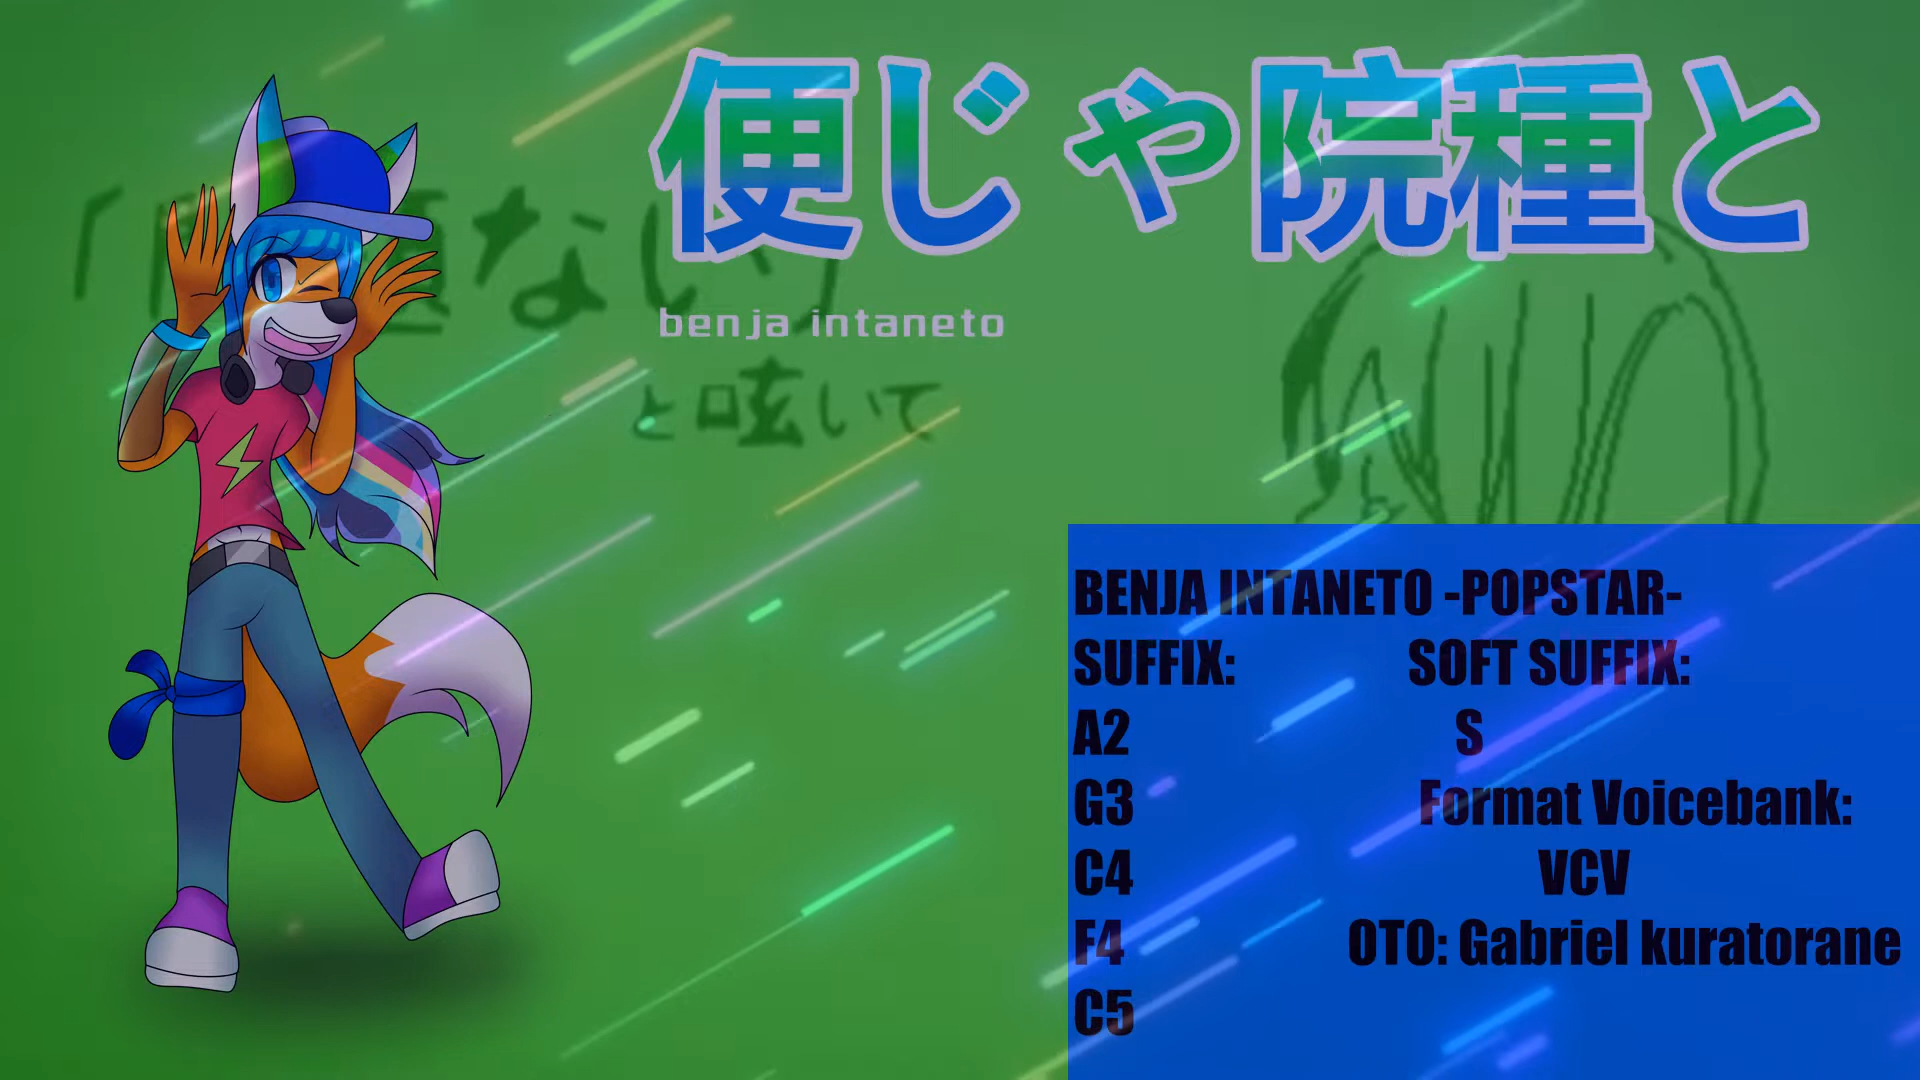 便じゃ院種と
benja intaneto
と呟いて
BENJA INTANETO -POPSTAR-
SUFFIX: SOFT SUFFIX:
A2 S
G3 Format Voicebank:
C4 VCV
F4 OTO: Gabriel kuratorane
C5